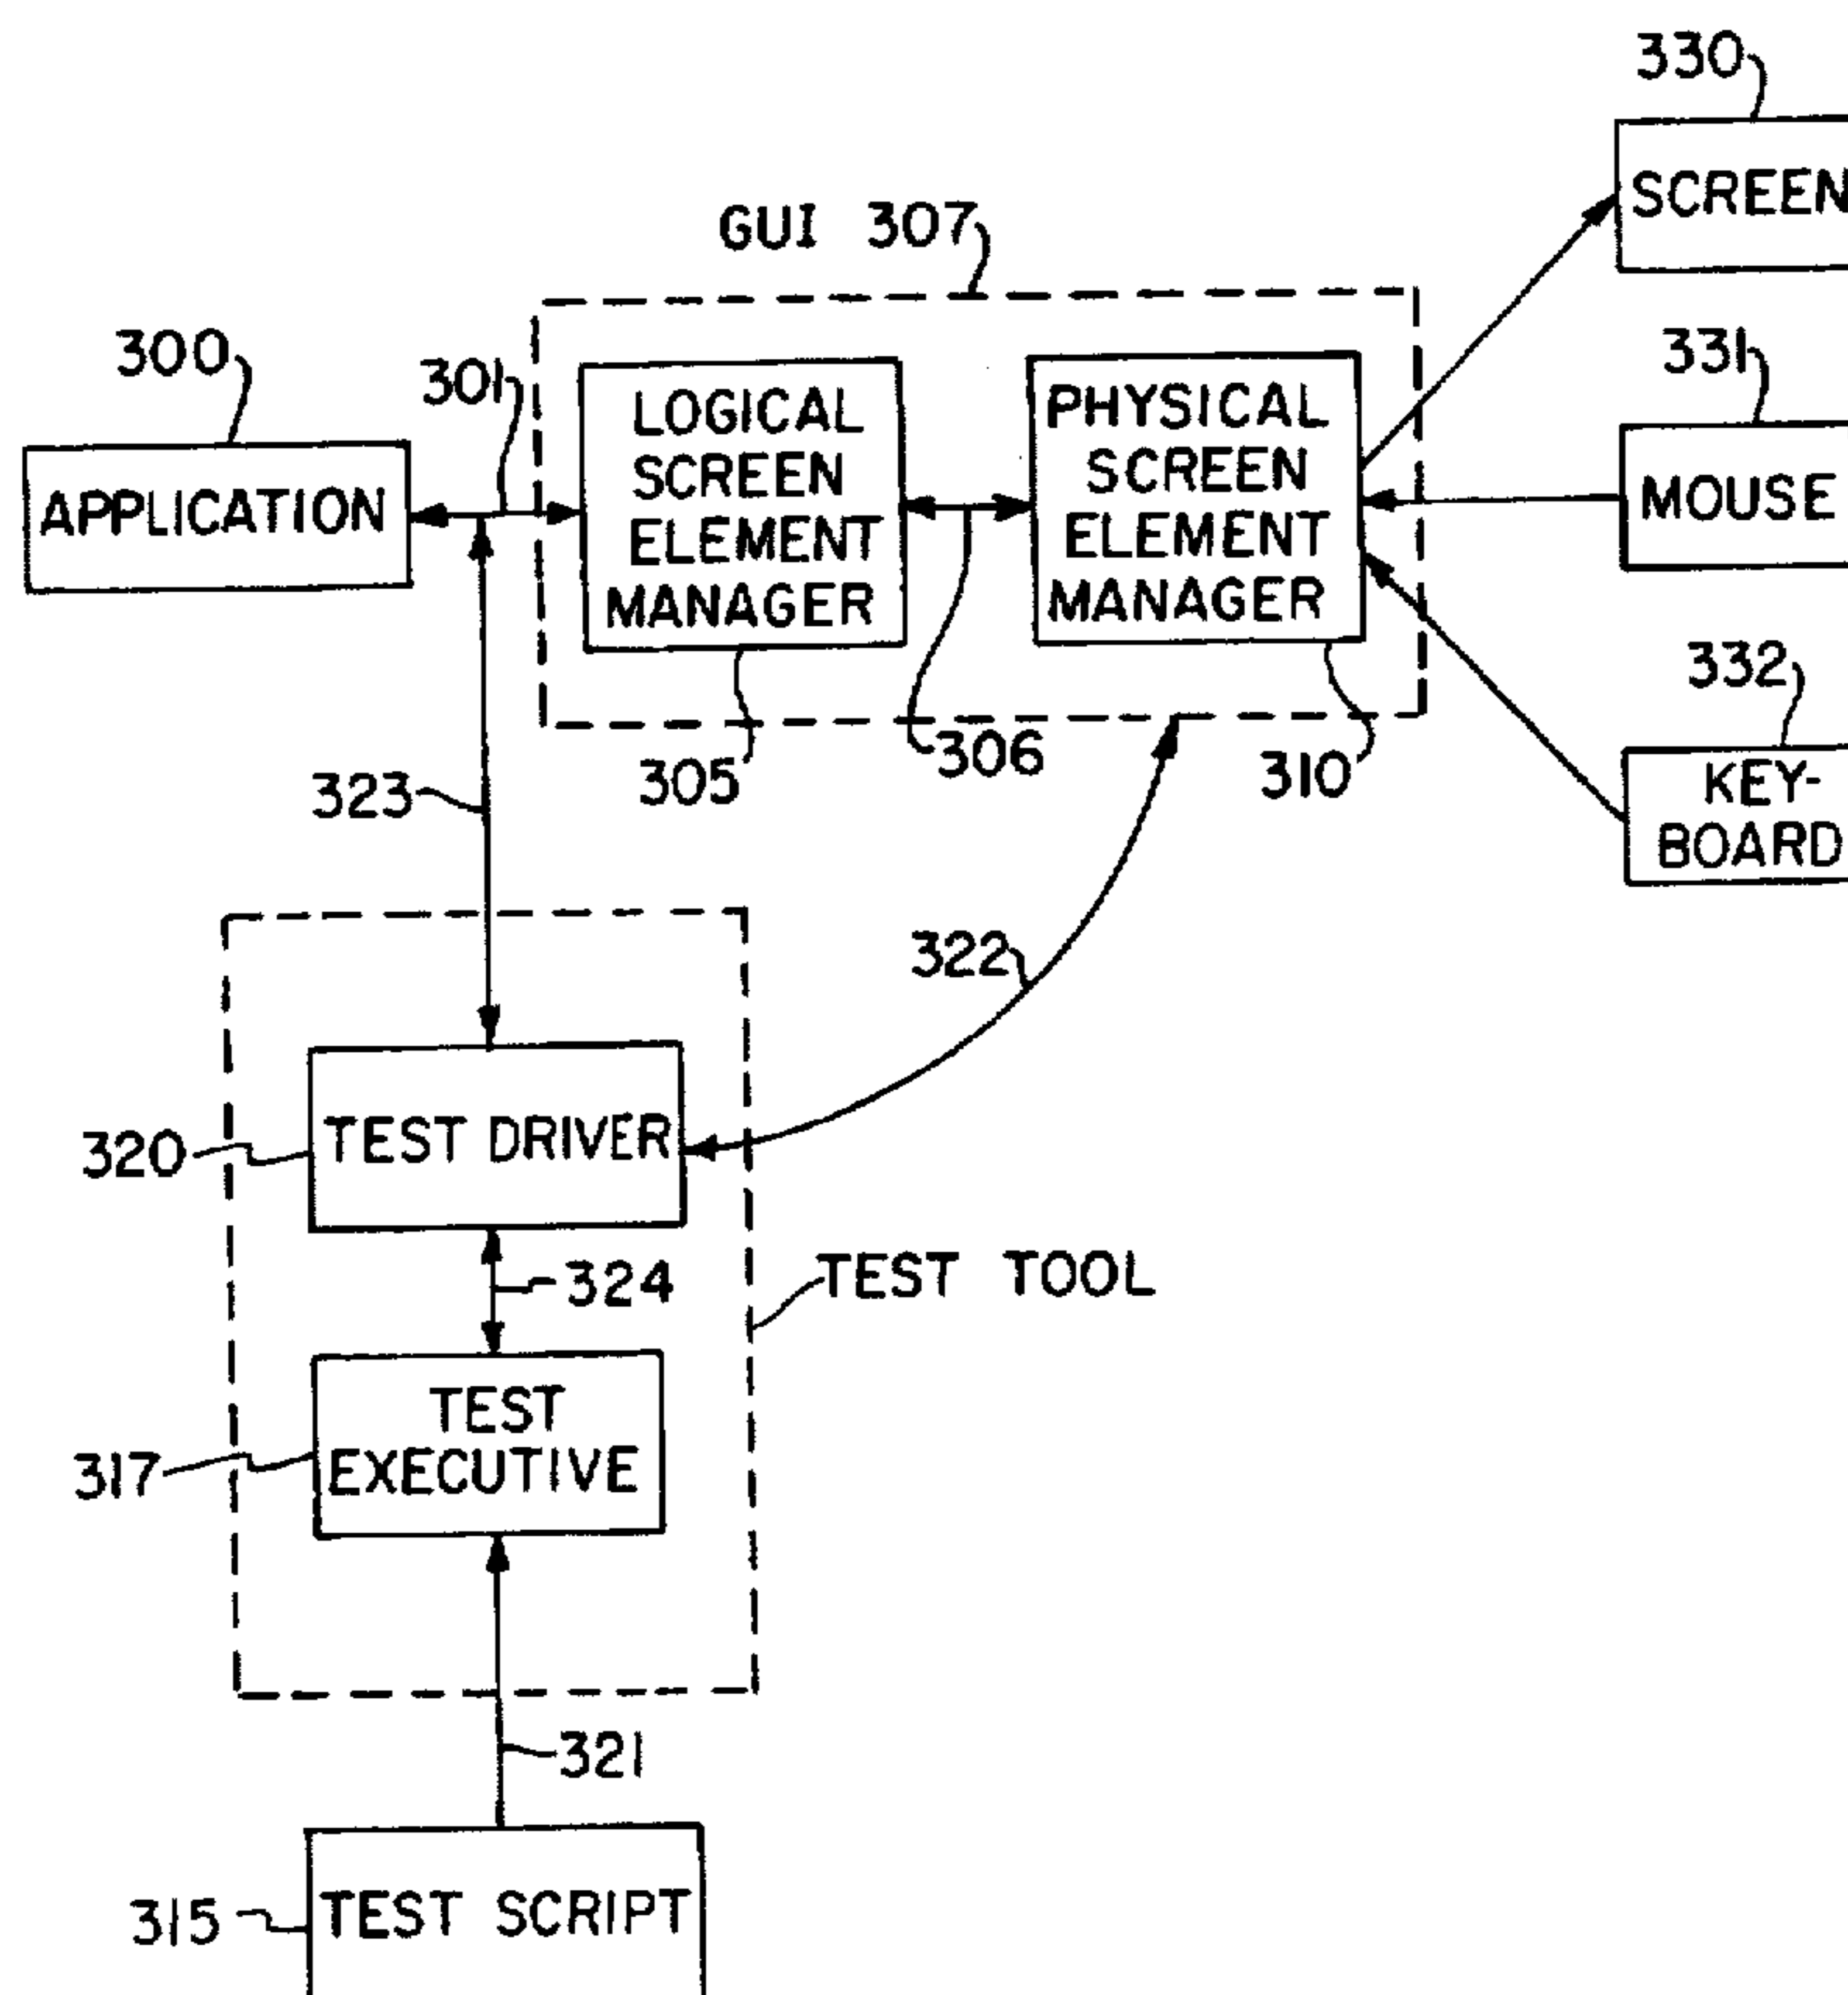 330
SCREEN
GUI 307
300
301
331
LOGICAL
SCREEN
ELEMENT
MANAGER
PHYSICAL
SCREEN
ELEMENT
MANAGER
APPLICATION
MOUSE
332
305
306
310
323
KEY-
BOARD
322
320
TEST DRIVER
324
TEST TOOL
317
TEST
EXECUTIVE
321
315
TEST SCRIPT